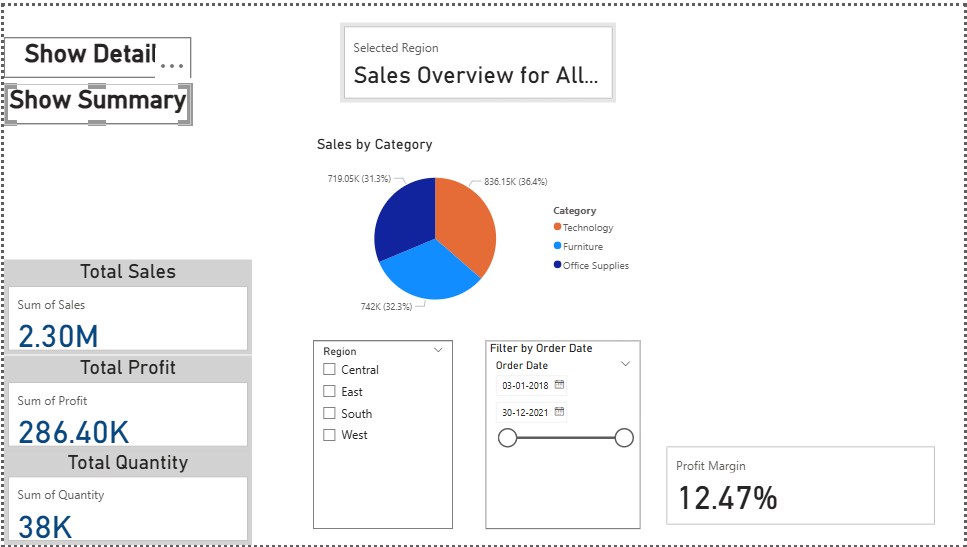 Show Detail
...
Show Summary
Selected Region
Sales Overview for All...
Sales by Category
719.05K (31.3%)
836.15K (36.4%)
742K (32.3%)
Category
Technology
Furniture
Office Supplies
Total Sales
Sum of Sales
2.30M
Total Profit
Sum of Profit
286.40K
Total Quantity
Sum of Quantity
38K
Region
Central
East
South
West
Filter by Order Date
Order Date
03-01-2018
30-12-2021
Profit Margin
12.47%